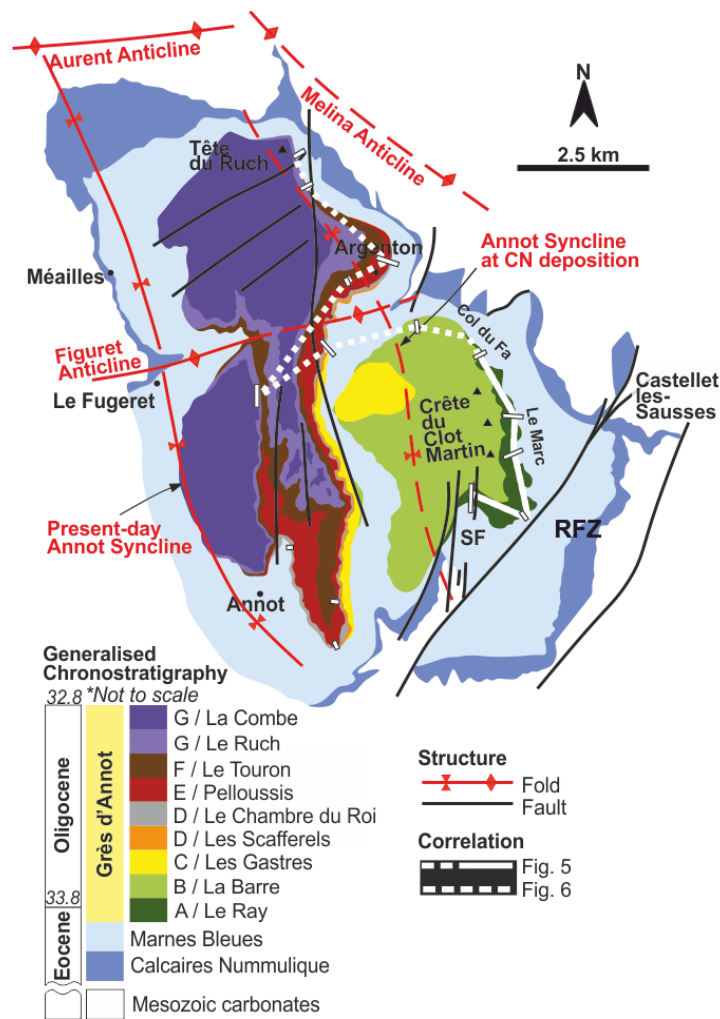 Aurent Anticline
Melina Anticline
N
2.5 km
Tête
du Ruch
Argenton
Annot Syncline
at CN deposition
Méailles
Col du Fa
Figuret
Anticline
Le Fugeret
Castellet
les-
Sausses
Crête
du
Clot
Martin
Le Marc
Present-day
Annot Syncline
SF
RFZ
Annot
Generalised
Chronostratigraphy
*Not to scale
32.8
33.8
Oligocene
Eocene
Grès d'Annot
G / La Combe
G / Le Ruch
F / Le Touron
E / Pelloussis
D / Le Chambre du Roi
D / Les Scafferels
C / Les Gastres
B / La Barre
A / Le Ray
Marnes Bleues
Calcaires Nummulique
Mesozoic carbonates
Structure
Fold
Fault
Correlation
Fig. 5
Fig. 6